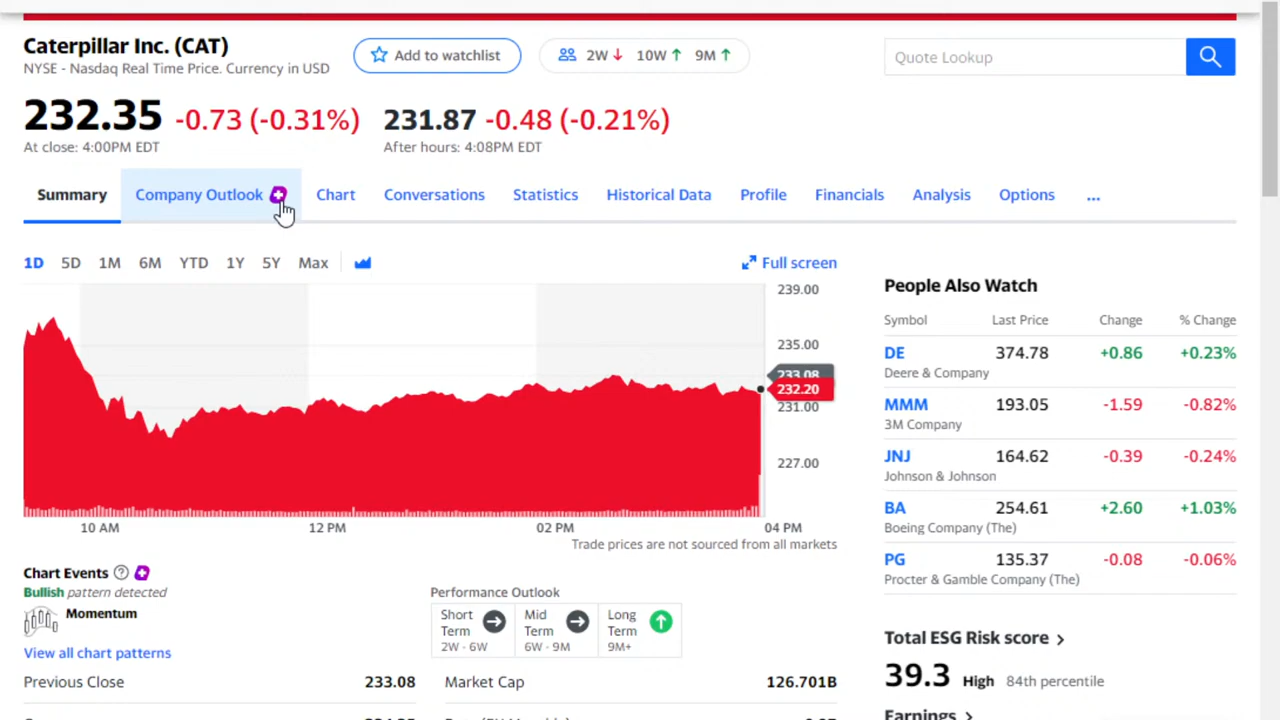 Caterpillar Inc. (CAT)
NYSE - Nasdaq Real Time Price. Currency in USD
Add to watchlist
2W 10W 9M
Quote Lookup
232.35 -0.73 (-0.31%)
At close: 4:00PM EDT
231.87 -0.48 (-0.21%)
After hours: 4:08PM EDT
Summary Company Outlook Chart Conversations Statistics Historical Data Profile Financials Analysis Options ...
1D 5D 1M 6M YTD 1Y 5Y Max
Full screen
239.00
235.00
233.08
232.20
231.00
227.00
10 AM 12 PM 02 PM 04 PM
Trade prices are not sourced from all markets
Chart Events
Bullish pattern detected
Momentum
View all chart patterns
Performance Outlook
Short
Term
2W - 6W
Mid
Term
6W - 9M
Long
Term
9M+
Previous Close 233.08
Market Cap 126.701B
People Also Watch
Symbol Last Price Change % Change
DE 374.78 +0.86 +0.23%
Deere & Company
MMM 193.05 -1.59 -0.82%
3M Company
JNJ 164.62 -0.39 -0.24%
Johnson & Johnson
BA 254.61 +2.60 +1.03%
Boeing Company (The)
PG 135.37 -0.08 -0.06%
Procter & Gamble Company (The)
Total ESG Risk score
39.3 High 84th percentile
Earnings